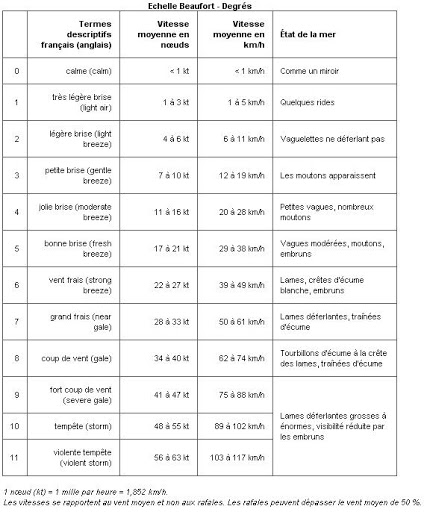 Echelle Beaufort - Degrés
Termes descriptifs français (anglais) Vitesse moyenne en nœuds Vitesse moyenne en km/h État de la mer
0 calme (calm) < 1 kt < 1 km/h Comme un miroir
1 très légère brise (light air) 1 à 3 kt 1 à 5 km/h Quelques rides
2 légère brise (light breeze) 4 à 6 kt 6 à 11 km/h Vaguelettes ne déferlant pas
3 petite brise (gentle breeze) 7 à 10 kt 12 à 19 km/h Les moutons apparaissent
4 jolie brise (moderate breeze) 11 à 16 kt 20 à 28 km/h Petites vagues, nombreux moutons
5 bonne brise (fresh breeze) 17 à 21 kt 29 à 38 km/h Vagues modérées, moutons, embruns
6 vent frais (strong breeze) 22 à 27 kt 39 à 49 km/h Lames, crêtes d'écume blanche, embruns
7 grand frais (near gale) 28 à 33 kt 50 à 61 km/h Lames déferlantes, traînées d'écume
8 coup de vent (gale) 34 à 40 kt 62 à 74 km/h Tourbillons d'écume à la crête des lames, traînées d'écume
9 fort coup de vent (severe gale) 41 à 47 kt 75 à 88 km/h
10 tempête (storm) 48 à 55 kt 89 à 102 km/h Lames déferlantes grosses à énormes, visibilité réduite par les embruns
11 violente tempête (violent storm) 56 à 63 kt 103 à 117 km/h
1 nœud (kt) = 1 mille par heure = 1,852 km/h.
Les vitesses se rapportent au vent moyen et non aux rafales. Les rafales peuvent dépasser le vent moyen de 50 %.